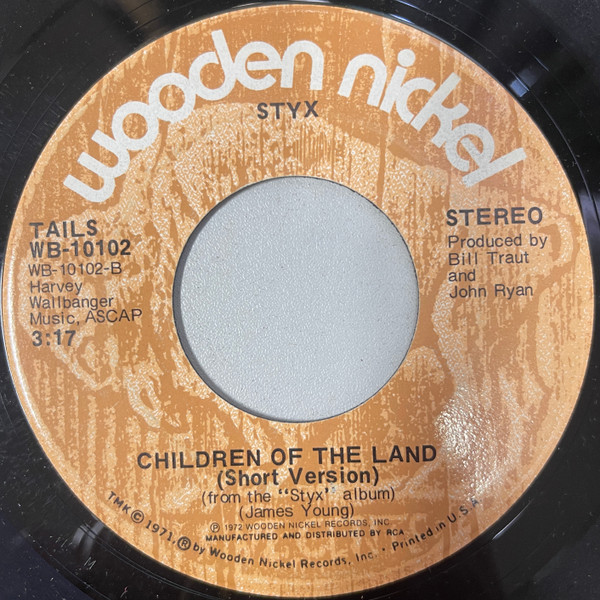 wooden nickel
STYX
TAILS
WB-10102
WB-10102-B
Harvey
Wallbanger
Music, ASCAP
3:17
STEREO
Produced by
Bill Traut
and
John Ryan
CHILDREN OF THE LAND
(Short Version)
(from the "Styx" album)
(James Young)
Ⓟ 1972 WOODEN NICKEL RECORDS, INC.
MANUFACTURED AND DISTRIBUTED BY RCA
TMK © 1971, ® by Wooden Nickel Records, Inc. • Printed in U.S.A.